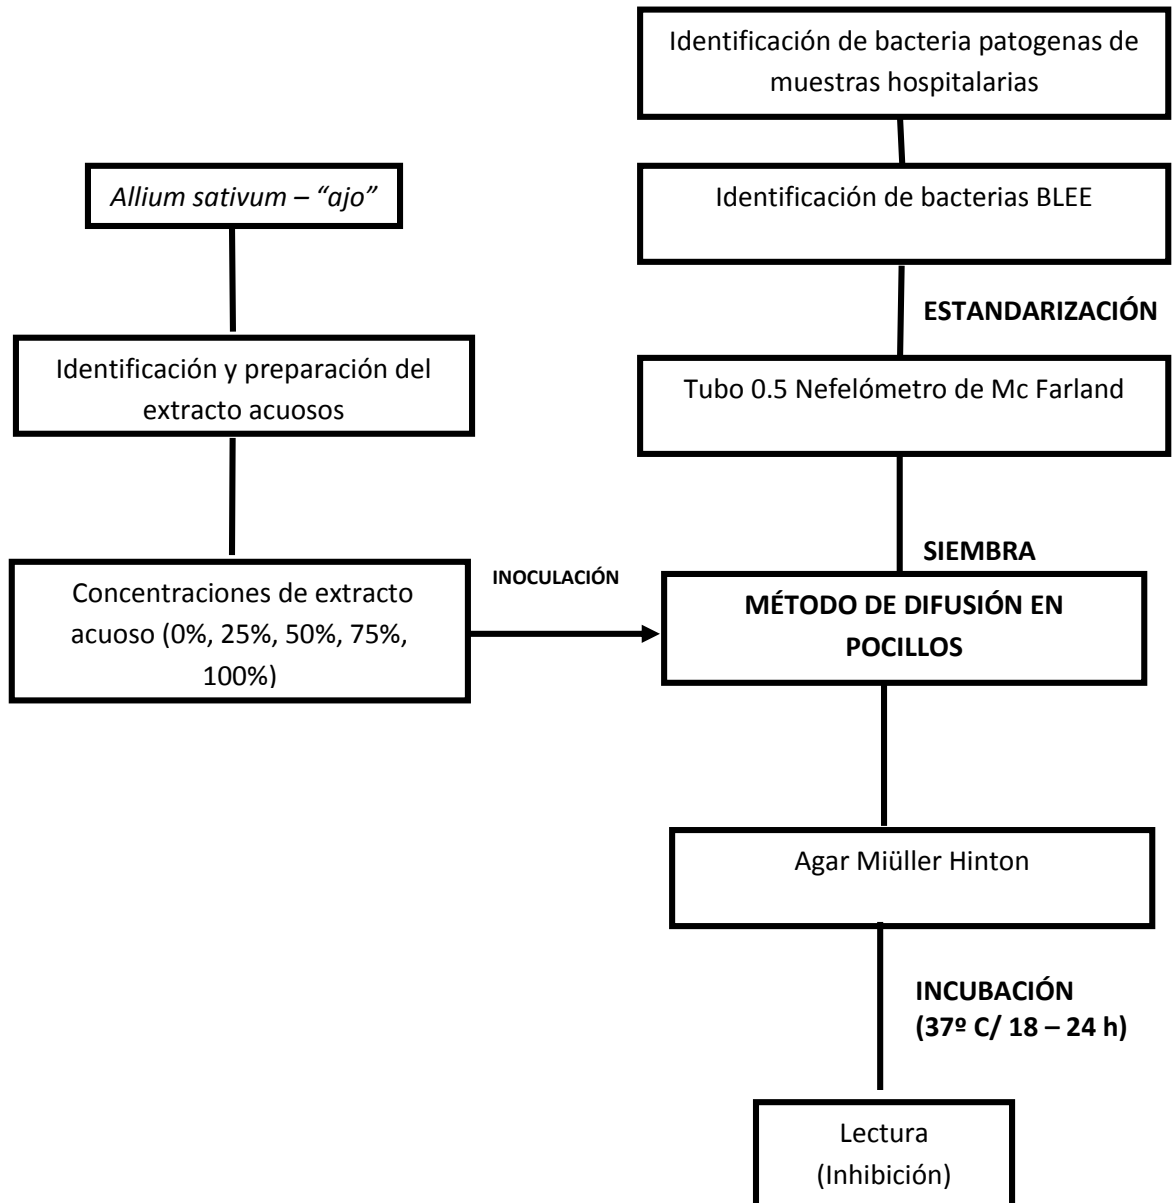 Identificación de bacteria patogenas de
muestras hospitalarias
Allium sativum – “ajo”
Identificación de bacterias BLEE
ESTANDARIZACIÓN
Identificación y preparación del
extracto acuosos
Tubo 0.5 Nefelómetro de Mc Farland
SIEMBRA
Concentraciones de extracto
acuoso (0%, 25%, 50%, 75%,
100%)
INOCULACIÓN
MÉTODO DE DIFUSIÓN EN
POCILLOS
Agar Miüller Hinton
INCUBACIÓN
(37º C/ 18 – 24 h)
Lectura
(Inhibición)